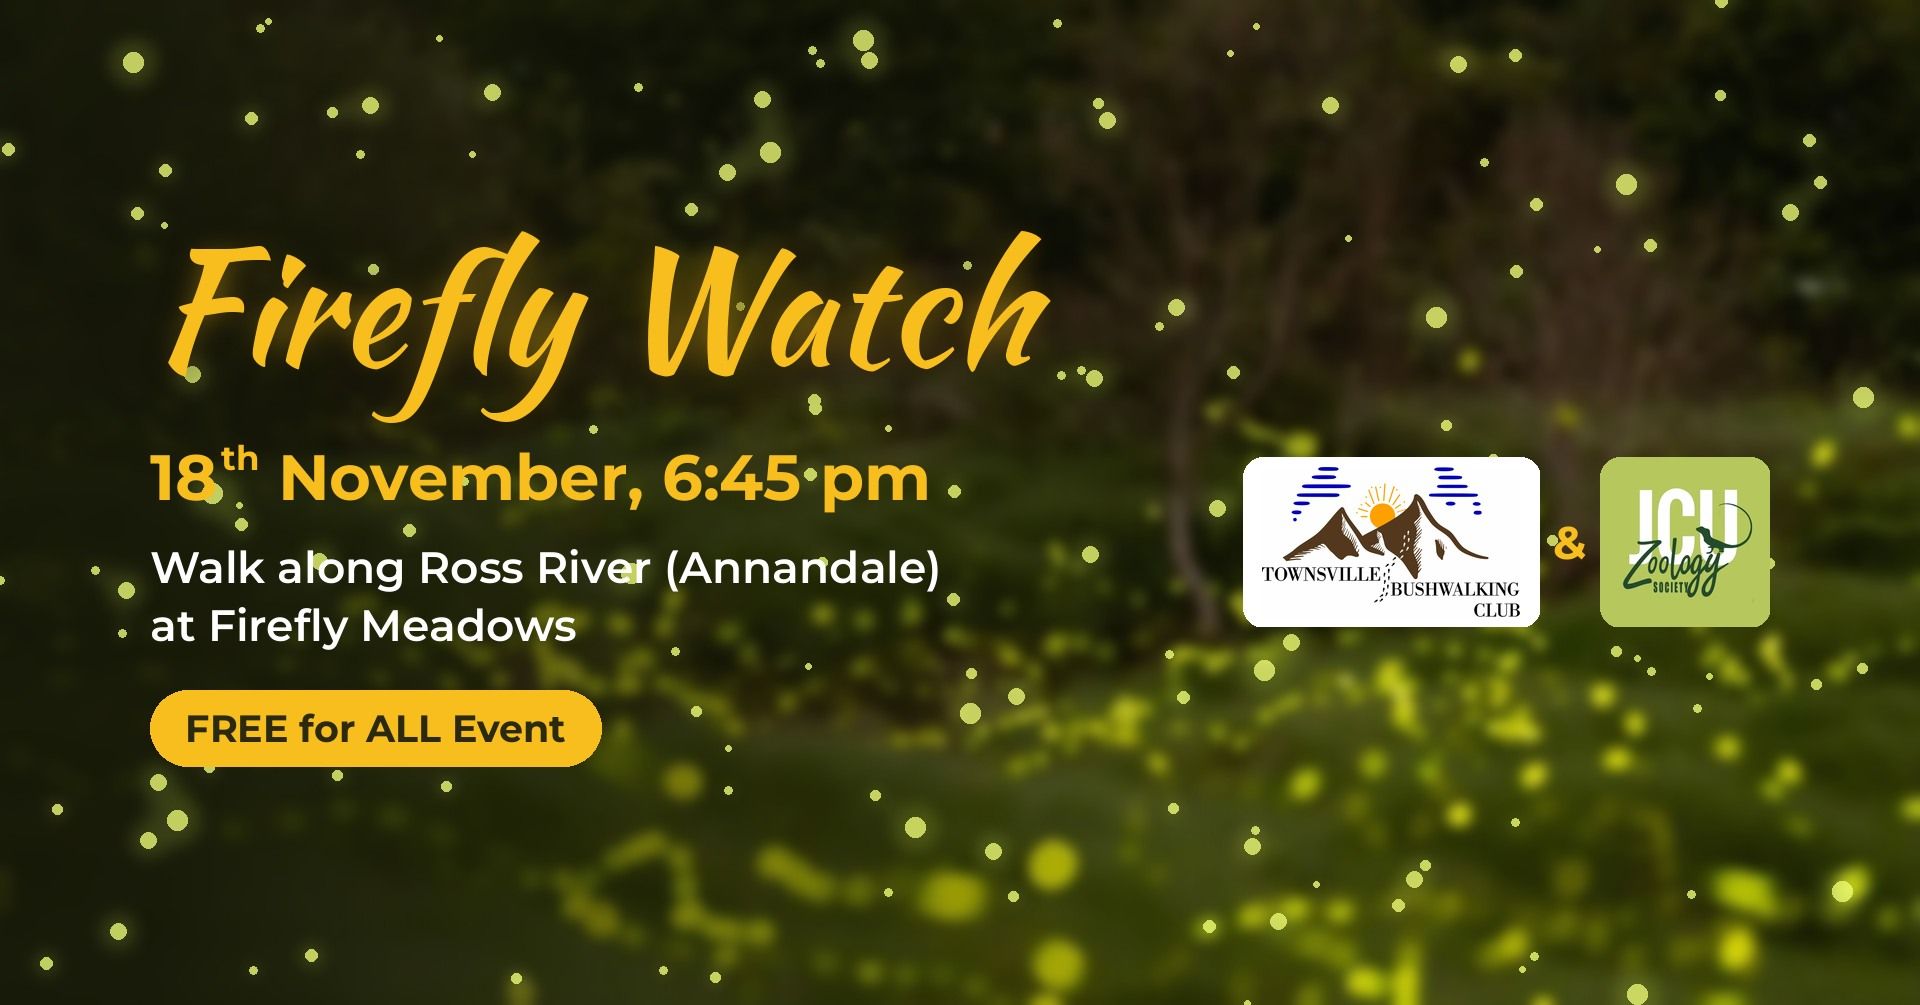 Firefly Watch
18th November, 6:45 pm
Walk along Ross River (Annandale)
at Firefly Meadows
FREE for ALL Event
TOWNSVILLE BUSHWALKING
CLUB
&
JCU
Zoology
SOCIETY